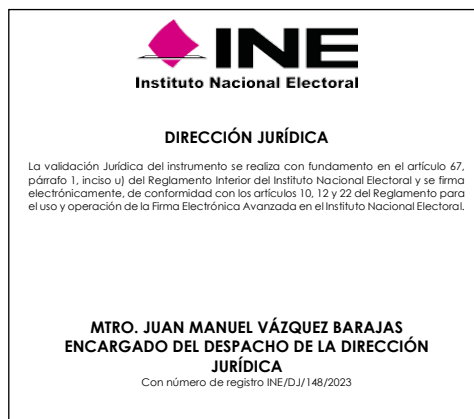 INE
Instituto Nacional Electoral
DIRECCIÓN JURÍDICA
La validación Jurídica del instrumento se realiza con fundamento en el artículo 67,
párrafo 1, inciso u) del Reglamento Interior del Instituto Nacional Electoral y se firma
electrónicamente, de conformidad con los artículos 10, 12 y 22 del Reglamento para
el uso y operación de la Firma Electrónica Avanzada en el Instituto Nacional Electoral.
MTRO. JUAN MANUEL VÁZQUEZ BARAJAS
ENCARGADO DEL DESPACHO DE LA DIRECCIÓN
JURÍDICA
Con número de registro INE/DJ/148/2023